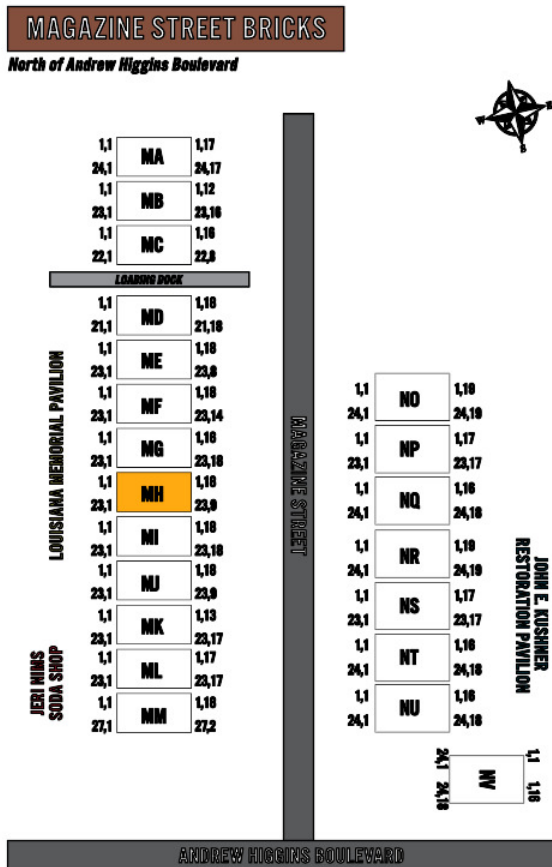 MAGAZINE STREET BRICKS
North of Andrew Higgins Boulevard
1,1 MA 1,17
24,1 24,17
1,1 MB 1,12
23,1 23,16
1,1 MC 1,16
22,1 22,8
LOADING DOCK
1,1 MD 1,18
21,1 21,18
1,1 ME 1,18
23,1 23,8
1,1 MF 1,18
23,1 23,14
1,1 MG 1,16
23,1 23,18
1,1 MH 1,18
23,1 23,9
1,1 MI 1,18
23,1 23,18
1,1 MJ 1,18
23,1 23,9
1,1 MK 1,13
23,1 23,17
1,1 ML 1,17
23,1 23,17
1,1 MM 1,18
27,1 27,2
LOUISIANA MEMORIAL PAVILION
JERI NIMS
SODA SHOP
MAGAZINE STREET
1,1 NO 1,19
24,1 24,19
1,1 NP 1,17
23,1 23,17
1,1 NQ 1,16
24,1 24,18
1,1 NR 1,19
24,1 24,19
1,1 NS 1,17
23,1 23,17
1,1 NT 1,16
24,1 24,18
1,1 NU 1,16
24,1 24,18
24,1 NV 1,1
24,18 1,16
JOHN E. KUSHNER
RESTORATION PAVILION
ANDREW HIGGINS BOULEVARD